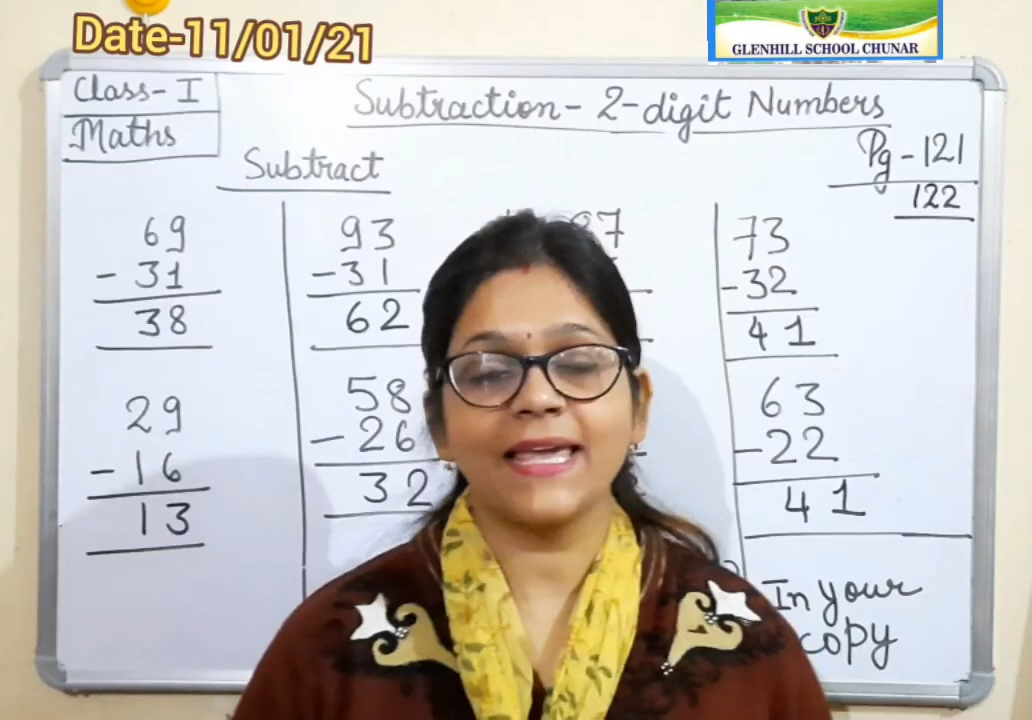 Date-11/01/21
GLENHILL SCHOOL CHUNAR
Class-I
Maths
Subtraction - 2-digit Numbers
Pg - 121
122
Subtract
69
- 31
38
93
- 31
62
73
- 32
41
29
- 16
13
58
- 26
32
63
- 22
41
In your
copy